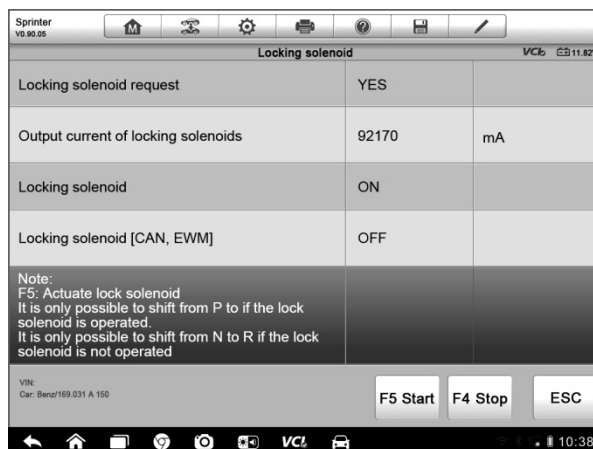 Sprinter
V0.90.05
M
Locking solenoid
VCI
11.82
Locking solenoid request YES
Output current of locking solenoids 92170 mA
Locking solenoid ON
Locking solenoid [CAN, EWM] OFF
Note:
F5: Actuate lock solenoid
It is only possible to shift from P to if the lock
solenoid is operated.
It is only possible to shift from N to R if the lock
solenoid is not operated
VIN:
Car: Benz/169.031 A 150
F5 Start F4 Stop ESC
VCI
10:38